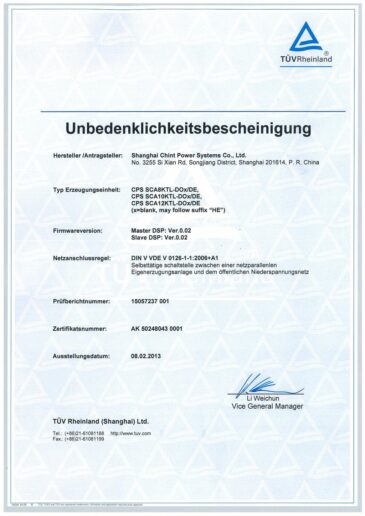 TÜVRheinland
Unbedenklichkeitsbescheinigung
Hersteller /Antragsteller: Shanghai Chint Power Systems Co., Ltd.
No. 3255 Si Xian Rd, Songjiang District, Shanghai 201614, P. R. China
Typ Erzeugungseinheit: CPS SCA8KTL-DOx/DE,
CPS SCA10KTL-DOx/DE,
CPS SCA12KTL-DOx/DE
(x=blank, may follow suffix "HE")
Firmwareversion: Master DSP: Ver.0.02
Slave DSP: Ver.0.02
Netzanschlussregel: DIN V VDE V 0126-1-1:2006+A1
Selbsttätige schaltstelle zwischen einer netzparallelen
Eigenerzeugungsanlage und dem öffentlichen Niederspannungsnetz
Prüfberichtnummer: 15057237 001
Zertifikatsnummer: AK 50248043 0001
Ausstellungsdatum: 08.02.2013
Li Weichun
Vice General Manager
TÜV Rheinland (Shanghai) Ltd.
Tel.: (+86)21-61081188 http://www.tuv.com
Fax.: (+86)21-61081199